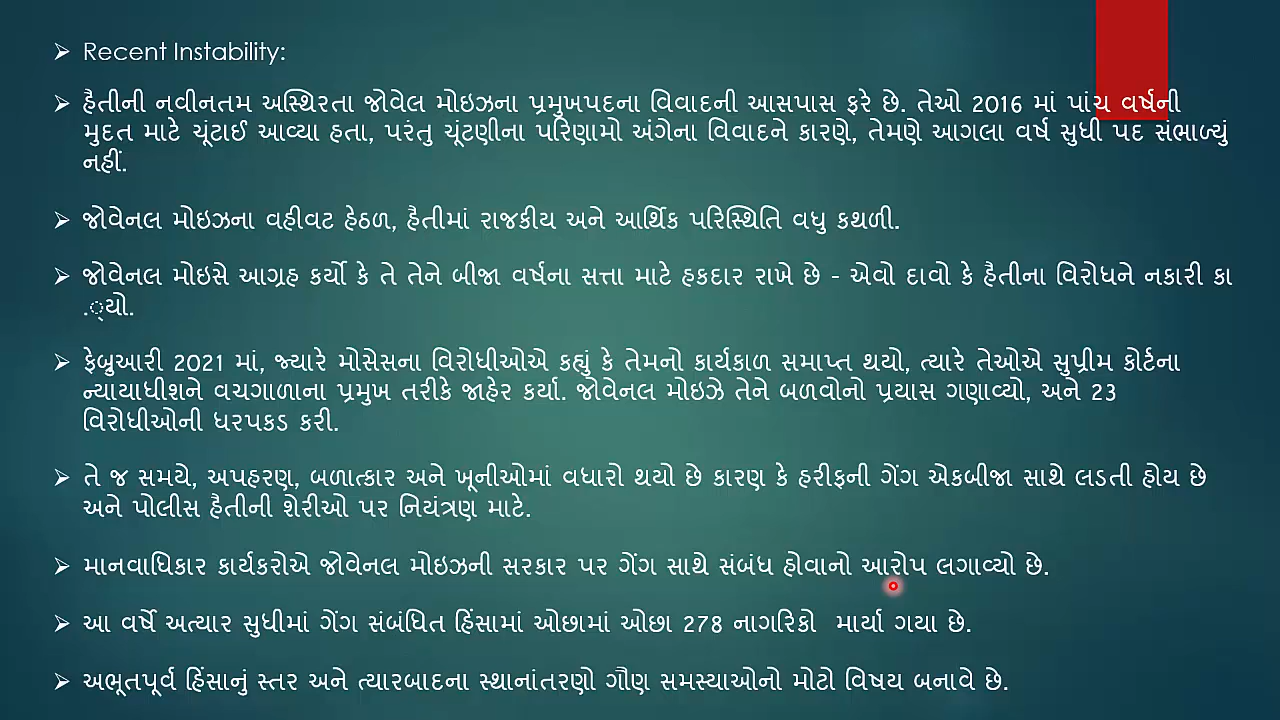 Recent Instability:
હૈતીની નવીનતમ અસ્થિરતા જોવેલ મોઇઝના પ્રમુખપદના વિવાદની આસપાસ ફરે છે. તેઓ 2016 માં પાંચ વર્ષની
મુદત માટે ચૂંટાઈ આવ્યા હતા, પરંતુ ચૂંટણીના પરિણામો અંગેના વિવાદને કારણે, તેમણે આગલા વર્ષ સુધી પદ સંભાળ્યું
નહીં.
જોવેનલ મોઇઝના વહીવટ હેઠળ, હૈતીમાં રાજકીય અને આર્થિક પરિસ્થિતિ વધુ કથળી.
જોવેનલ મોઇસે આગ્રહ કર્યો કે તે તેને બીજા વર્ષના સત્તા માટે હકદાર રાખે છે - એવો દાવો કે હૈતીના વિરોધને નકારી કા
.્યો.
ફેબ્રુઆરી 2021 માં, જ્યારે મોસેસના વિરોધીઓએ કહ્યું કે તેમનો કાર્યકાળ સમાપ્ત થયો, ત્યારે તેઓએ સુપ્રીમ કોર્ટના
ન્યાયાધીશને વચગાળાના પ્રમુખ તરીકે જાહેર કર્યા. જોવેનલ મોઇઝે તેને બળવોનો પ્રયાસ ગણાવ્યો, અને 23
વિરોધીઓની ધરપકડ કરી.
તે જ સમયે, અપહરણ, બળાત્કાર અને ખૂનીઓમાં વધારો થયો છે કારણ કે હરીફની ગેંગ એકબીજા સાથે લડતી હોય છે
અને પોલીસ હૈતીની શેરીઓ પર નિયંત્રણ માટે.
માનવાધિકાર કાર્યકરોએ જોવેનલ મોઇઝની સરકાર પર ગેંગ સાથે સંબંધ હોવાનો આરોપ લગાવ્યો છે.
આ વર્ષે અત્યાર સુધીમાં ગેંગ સંબંધિત હિંસામાં ઓછામાં ઓછા 278 નાગરિકો  માર્યા ગયા છે.
અભૂતપૂર્વ હિંસાનું સ્તર અને ત્યારબાદના સ્થાનાંતરણો ગૌણ સમસ્યાઓનો મોટો વિષય બનાવે છે.